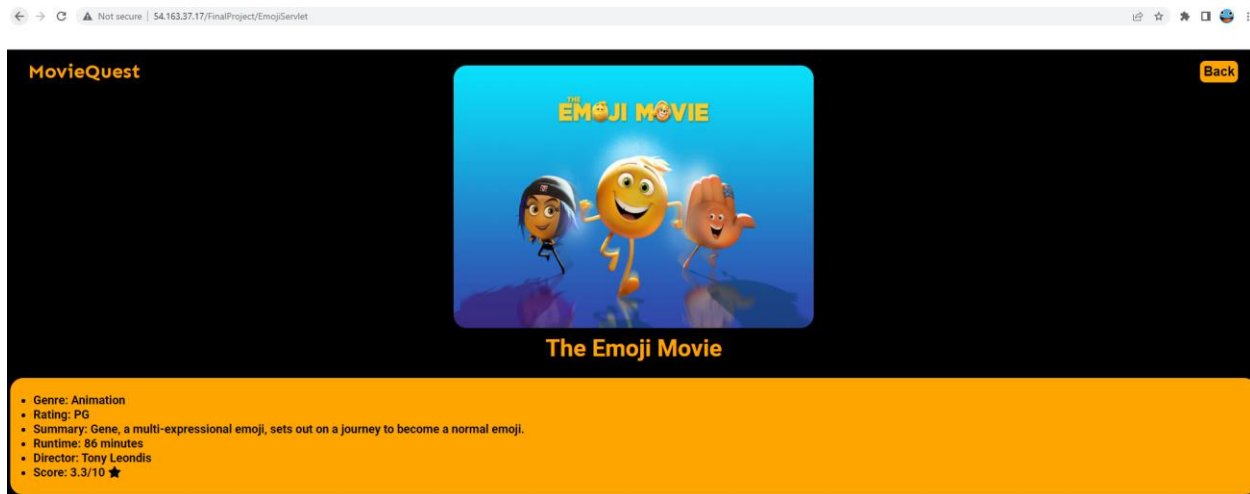 Not secure | 54.163.37.17/FinalProject/EmojiServlet
MovieQuest
Back
THE
EMOJI MOVIE
The Emoji Movie
• Genre: Animation
• Rating: PG
• Summary: Gene, a multi-expressional emoji, sets out on a journey to become a normal emoji.
• Runtime: 86 minutes
• Director: Tony Leondis
• Score: 3.3/10 ★